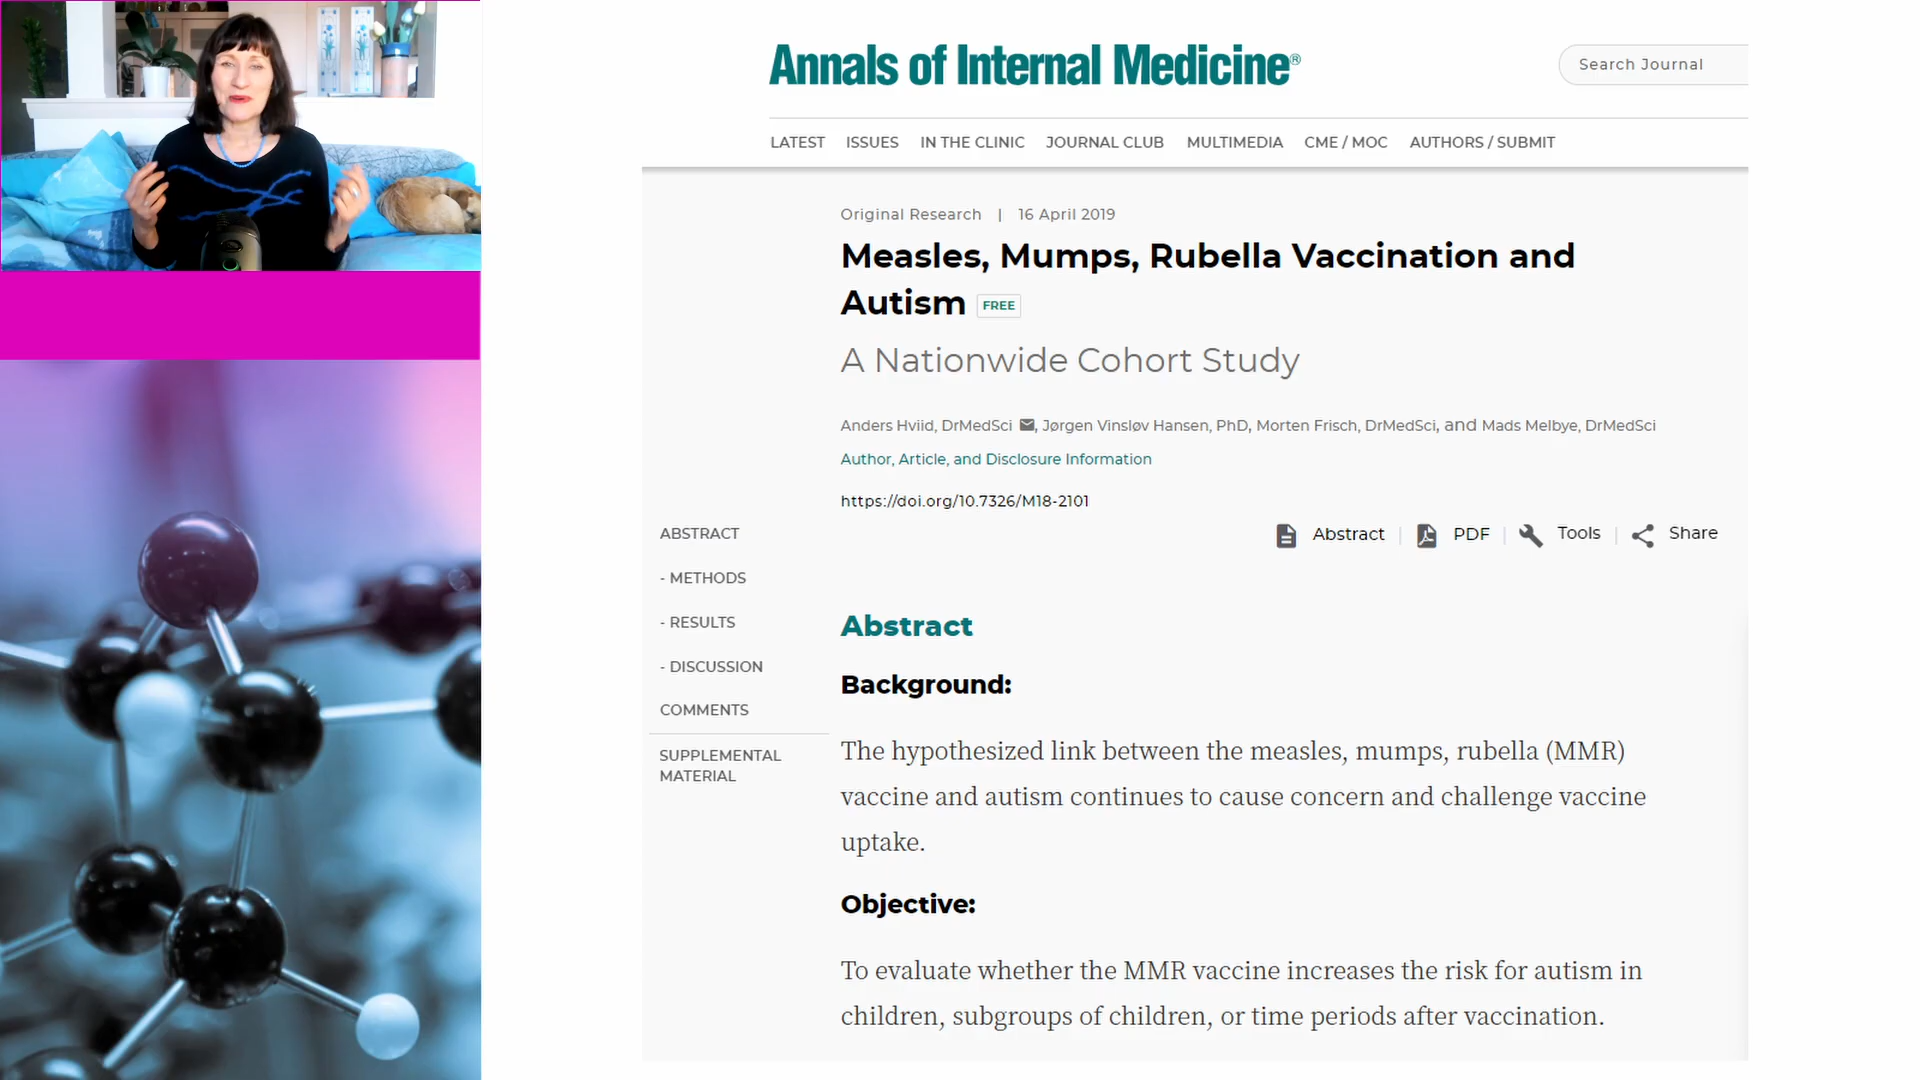 Annals of Internal Medicine®
Search Journal
LATEST ISSUES IN THE CLINIC JOURNAL CLUB MULTIMEDIA CME / MOC AUTHORS / SUBMIT
Original Research | 16 April 2019
Measles, Mumps, Rubella Vaccination and
Autism FREE
A Nationwide Cohort Study
Anders Hviid, DrMedSci, Jørgen Vinsløv Hansen, PhD, Morten Frisch, DrMedSci, and Mads Melbye, DrMedSci
Author, Article, and Disclosure Information
https://doi.org/10.7326/M18-2101
Abstract | PDF | Tools | Share
ABSTRACT
- METHODS
- RESULTS
- DISCUSSION
COMMENTS
SUPPLEMENTAL
MATERIAL
Abstract
Background:
The hypothesized link between the measles, mumps, rubella (MMR)
vaccine and autism continues to cause concern and challenge vaccine
uptake.
Objective:
To evaluate whether the MMR vaccine increases the risk for autism in
children, subgroups of children, or time periods after vaccination.